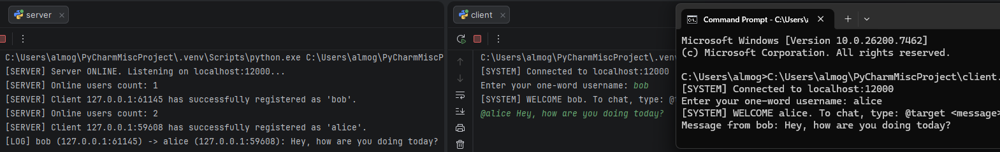 server
C:\Users\almog\PyCharmMiscProject\.venv\Scripts\python.exe C:\Users\almog\PyCharmMiscP
[SERVER] Server ONLINE. Listening on localhost:12000...
[SERVER] Online users count: 1
[SERVER] Client 127.0.0.1:61145 has successfully registered as 'bob'.
[SERVER] Online users count: 2
[SERVER] Client 127.0.0.1:59608 has successfully registered as 'alice'.
[LOG] bob (127.0.0.1:61145) -> alice (127.0.0.1:59608): Hey, how are you doing today?
client
C:\Users\almog\PyCharmMiscProject\.ven
[SYSTEM] Connected to localhost:12000
Enter your one-word username: bob
[SYSTEM] WELCOME bob. To chat, type: @t
@alice Hey, how are you doing today?
Command Prompt - C:\Users\a
Microsoft Windows [Version 10.0.26200.7462]
(c) Microsoft Corporation. All rights reserved.
C:\Users\almog>C:\Users\almog\PyCharmMiscProject\client.
[SYSTEM] Connected to localhost:12000
Enter your one-word username: alice
[SYSTEM] WELCOME alice. To chat, type: @target <message>
Message from bob: Hey, how are you doing today?